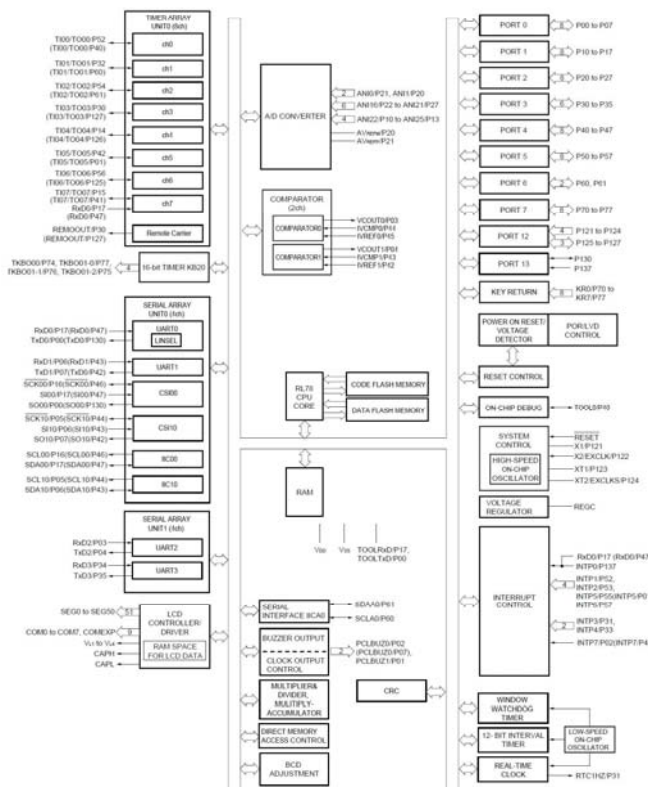 TIMER ARRAY
UNIT0 (8ch)
TI00/TO00/P52
(TI00/TO00/P40)
ch0
TI01/TO01/P32
(TI01/TO01/P60)
ch1
TI02/TO02/P54
(TI02/TO02/P61)
ch2
TI03/TO03/P30
(TI03/TO03/P127)
ch3
TI04/TO04/P14
(TI04/TO04/P126)
ch4
TI05/TO05/P42
(TI05/TO05/P01)
ch5
TI06/TO06/P56
(TI06/TO06/P125)
ch6
TI07/TO07/P15
(TI07/TO07/P41)
RxD0/P17
(RxD0/P47)
ch7
REMOOUT/P30
(REMOOUT/P127)
Remote Carrier
TKBO00/P74, TKBO01-0/P77,
TKBO01-1/P76, TKBO01-2/P75
4
16-bit TIMER KB20
SERIAL ARRAY
UNIT0 (4ch)
RxD0/P17(RxD0/P47)
TxD0/P00(TxD0/P130)
UART0
LINSEL
RxD1/P06(RxD1/P43)
TxD1/P07(TxD0/P42)
UART1
SCK00/P16(SCK00/P46)
SI00/P17(SI00/P47)
SO00/P00(SO00/P130)
CSI00
SCK10/P05(SCK10/P44)
SI10/P06(SI10/P43)
SO10/P07(SO10/P42)
CSI10
SCL00/P16(SCL00/P46)
SDA00/P17(SDA00/P47)
IIC00
SCL10/P05(SCL10/P44)
SDA10/P06(SDA10/P43)
IIC10
SERIAL ARRAY
UNIT1 (4ch)
RxD2/P03
TxD2/P04
UART2
RxD3/P34
TxD3/P35
UART3
SEG0 to SEG50
51
COM0 to COM7, COMEXP
9
VL1 to VL4
CAPH
CAPL
LCD
CONTROLLER/
DRIVER
RAM SPACE
FOR LCD DATA
A/D CONVERTER
2
ANI0/P21, ANI1/P20
6
ANI16/P22 to ANI21/P27
4
ANI22/P10 to ANI25/P13
AVREFP/P20
AVREFM/P21
COMPARATOR
(2ch)
COMPARATOR0
VCOUT0/P03
IVCMP0/P44
IVREF0/P45
COMPARATOR1
VCOUT1/P04
IVCMP1/P43
IVREF1/P42
RL78
CPU
CORE
CODE FLASH MEMORY
DATA FLASH MEMORY
RAM
TOOLRxD/P17,
TOOLTxD/P00
SERIAL
INTERFACE IICA0
SDAA0/P61
SCLA0/P60
BUZZER OUTPUT
CLOCK OUTPUT
CONTROL
2
PCLBUZ0/P02
(PCLBUZ0/P07),
PCLBUZ1/P01
MULTIPLIER&
DIVIDER,
MULITIPLY-
ACCUMULATOR
CRC
DIRECT MEMORY
ACCESS CONTROL
BCD
ADJUSTMENT
PORT 0
8
P00 to P07
PORT 1
8
P10 to P17
PORT 2
8
P20 to P27
PORT 3
6
P30 to P35
PORT 4
8
P40 to P47
PORT 5
8
P50 to P57
PORT 6
2
P60, P61
PORT 7
8
P70 to P77
PORT 12
4
P121 to P124
3
P125 to P127
PORT 13
P130
P137
KEY RETURN
8
KR0/P70 to
KR7/P77
POWER ON RESET/
VOLTAGE
DETECTOR
POR/LVD
CONTROL
RESET CONTROL
ON-CHIP DEBUG
TOOL0/P40
SYSTEM
CONTROL
HIGH-SPEED
ON-CHIP
OSCILLATOR
RESET
X1/P121
X2/EXCLK/P122
XT1/P123
XT2/EXCLKS/P124
VOLTAGE
REGULATOR
REGC
INTERRUPT
CONTROL
RxD0/P17 (RxD0/P47
INTP0/P137
4
INTP1/P52,
INTP2/P53,
INTP6/P57
2
INTP3/P31,
INTP4/P33
WINDOW
WATCHDOG
TIMER
12- BIT INTERVAL
TIMER
LOW-SPEED
ON-CHIP
OSCILLATOR
REAL-TIME
CLOCK
RTC1HZ/P31